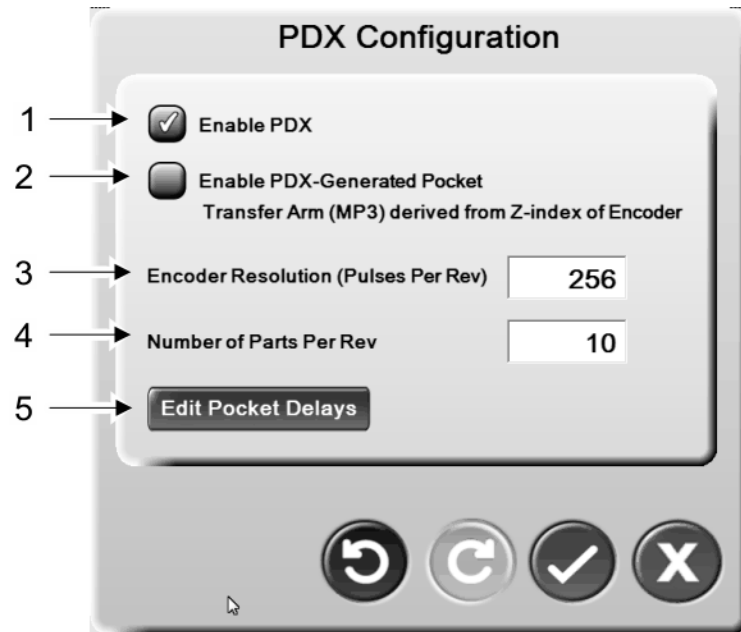 PDX Configuration
1
Enable PDX
2
Enable PDX-Generated Pocket
Transfer Arm (MP3) derived from Z-index of Encoder
3
Encoder Resolution (Pulses Per Rev) 256
4
Number of Parts Per Rev 10
5
Edit Pocket Delays